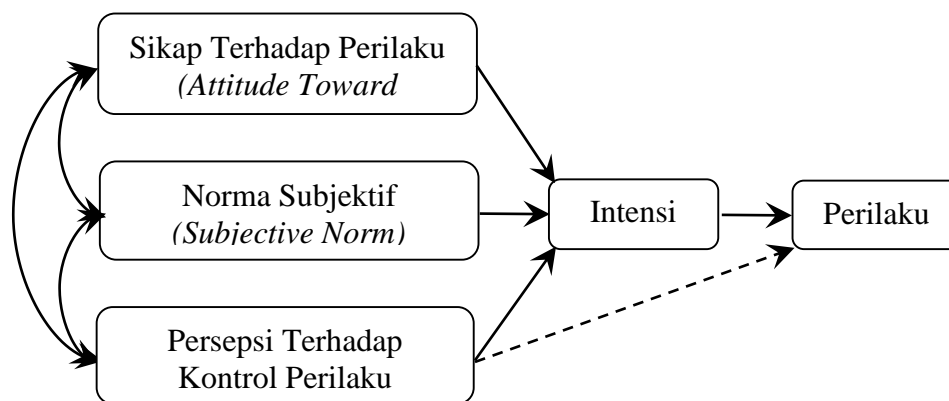 Sikap Terhadap Perilaku
(Attitude Toward
Norma Subjektif
(Subjective Norm)
Intensi
Perilaku
Persepsi Terhadap
Kontrol Perilaku